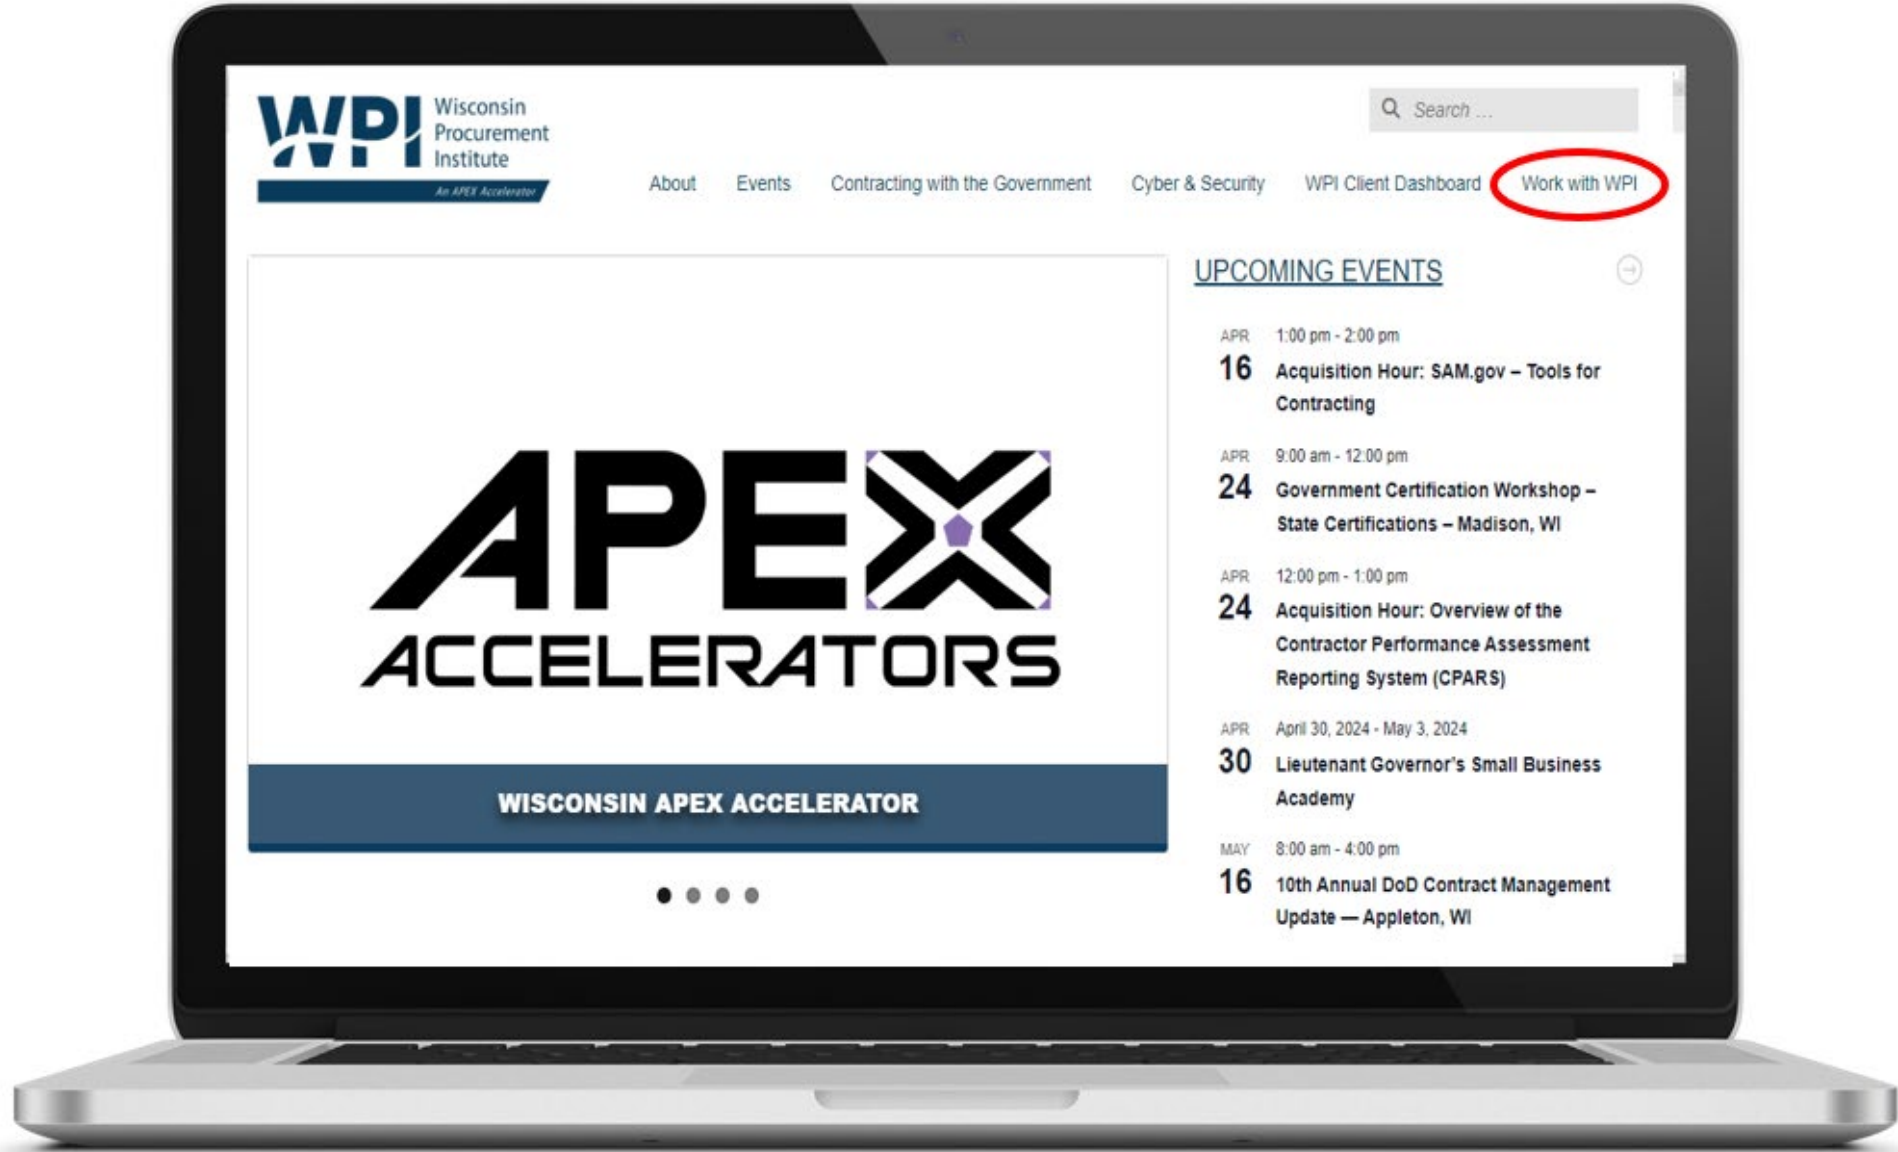 WPI
Wisconsin
Procurement
Institute
An APEX Accelerator
Search ...
About Events Contracting with the Government Cyber & Security WPI Client Dashboard Work with WPI
APEX
ACCELERATORS
WISCONSIN APEX ACCELERATOR
UPCOMING EVENTS
APR 1:00 pm - 2:00 pm
16 Acquisition Hour: SAM.gov – Tools for
Contracting
APR 9:00 am - 12:00 pm
24 Government Certification Workshop –
State Certifications – Madison, WI
APR 12:00 pm - 1:00 pm
24 Acquisition Hour: Overview of the
Contractor Performance Assessment
Reporting System (CPARS)
APR April 30, 2024 - May 3, 2024
30 Lieutenant Governor's Small Business
Academy
MAY 8:00 am - 4:00 pm
16 10th Annual DoD Contract Management
Update — Appleton, WI